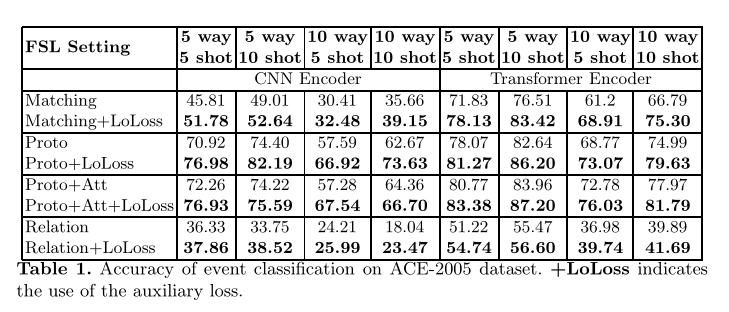 FSL Setting 5 way 5 way 10 way 10 way 5 way 5 way 10 way 10 way
5 shot 10 shot 5 shot 10 shot 5 shot 10 shot 5 shot 10 shot
CNN Encoder Transformer Encoder
Matching 45.81 49.01 30.41 35.66 71.83 76.51 61.2 66.79
Matching+LoLoss 51.78 52.64 32.48 39.15 78.13 83.42 68.91 75.30
Proto 70.92 74.40 57.59 62.67 78.07 82.64 68.77 74.99
Proto+LoLoss 76.98 82.19 66.92 73.63 81.27 86.20 73.07 79.63
Proto+Att 72.26 74.22 57.28 64.36 80.77 83.96 72.78 77.97
Proto+Att+LoLoss 76.93 75.59 67.54 66.70 83.38 87.20 76.03 81.79
Relation 36.33 33.75 24.21 18.04 51.22 55.47 36.98 39.89
Relation+LoLoss 37.86 38.52 25.99 23.47 54.74 56.60 39.74 41.69
Table 1. Accuracy of event classification on ACE-2005 dataset. +LoLoss indicates
the use of the auxiliary loss.